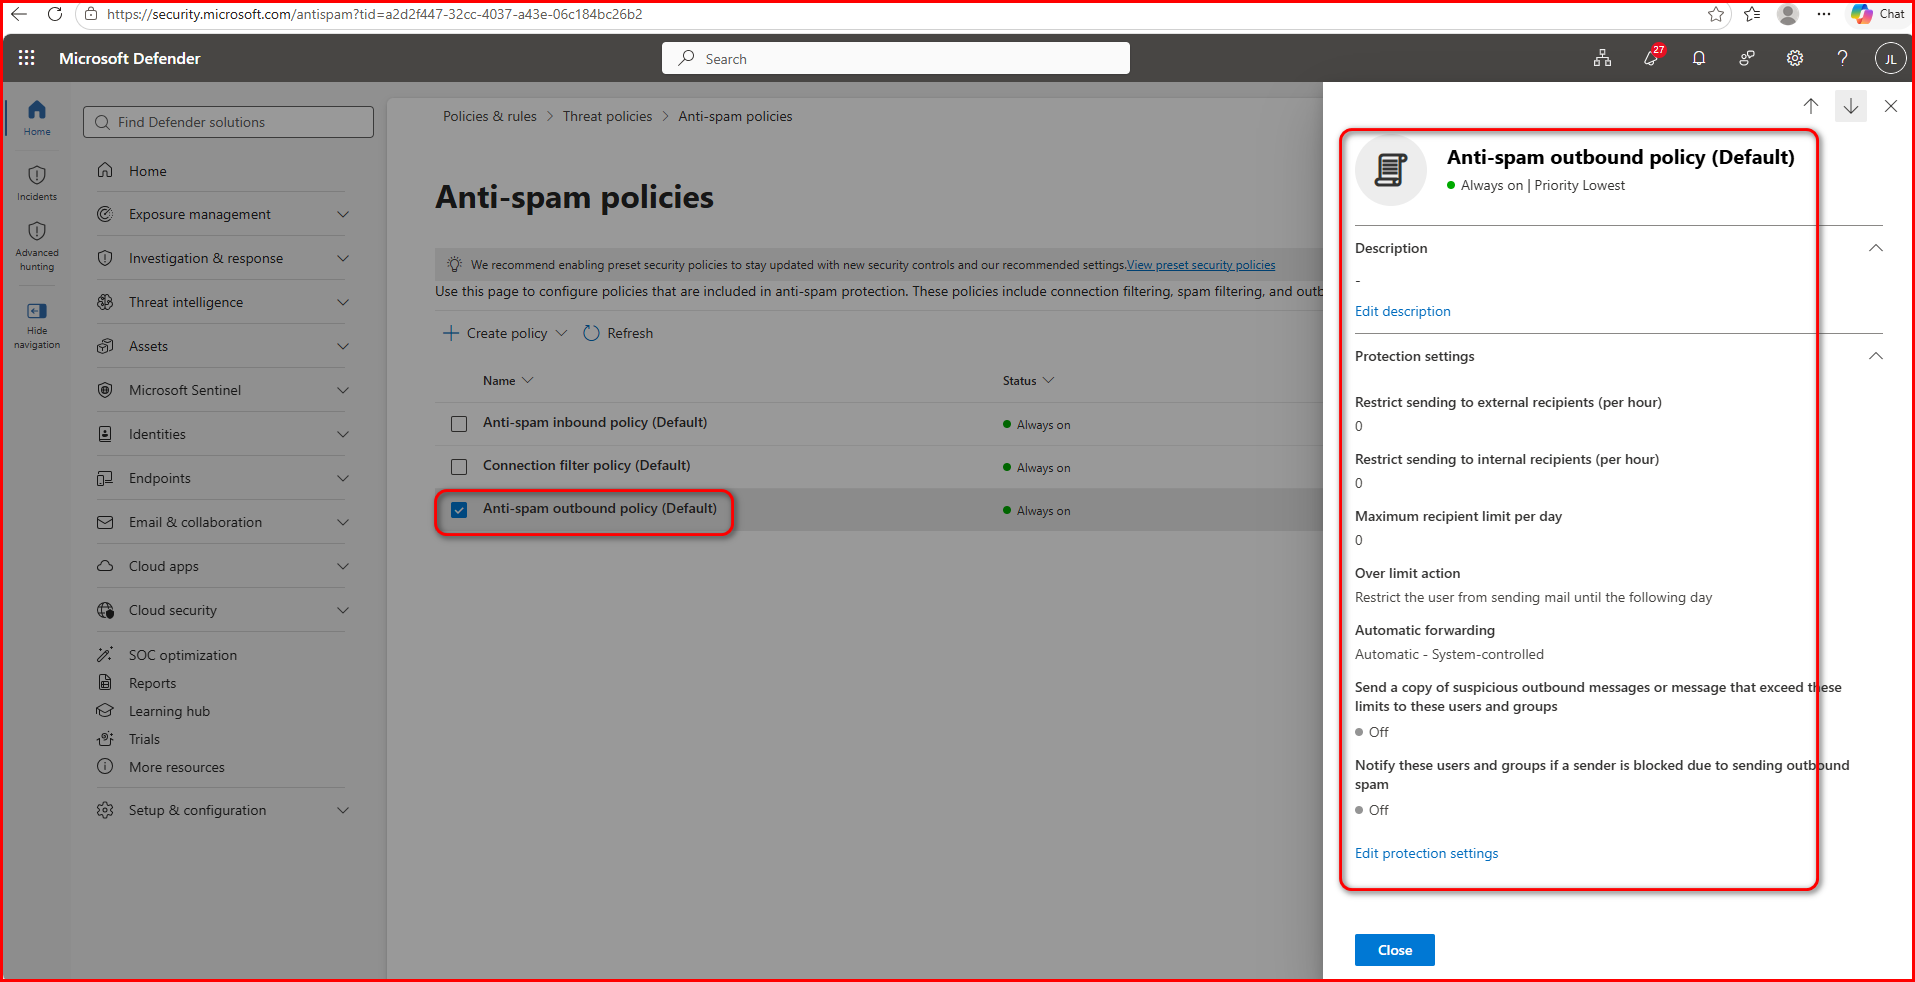 https://security.microsoft.com/antispam?tid=a2d2f447-32cc-4037-a43e-06c184bc26b2
Chat
Microsoft Defender
Search
27
JL
Home
Incidents
Advanced
hunting
Hide
navigation
Find Defender solutions
Home
Exposure management
Investigation & response
Threat intelligence
Assets
Microsoft Sentinel
Identities
Endpoints
Email & collaboration
Cloud apps
Cloud security
SOC optimization
Reports
Learning hub
Trials
More resources
Setup & configuration
Policies & rules > Threat policies > Anti-spam policies
Anti-spam policies
We recommend enabling preset security policies to stay updated with new security controls and our recommended settings.View preset security policies
Use this page to configure policies that are included in anti-spam protection. These policies include connection filtering, spam filtering, and outb
Create policy
Refresh
Name
Status
Anti-spam inbound policy (Default)
Always on
Connection filter policy (Default)
Always on
Anti-spam outbound policy (Default)
Always on
Anti-spam outbound policy (Default)
Always on | Priority Lowest
Description
-
Edit description
Protection settings
Restrict sending to external recipients (per hour)
0
Restrict sending to internal recipients (per hour)
0
Maximum recipient limit per day
0
Over limit action
Restrict the user from sending mail until the following day
Automatic forwarding
Automatic - System-controlled
Send a copy of suspicious outbound messages or message that exceed these
limits to these users and groups
Off
Notify these users and groups if a sender is blocked due to sending outbound
spam
Off
Edit protection settings
Close